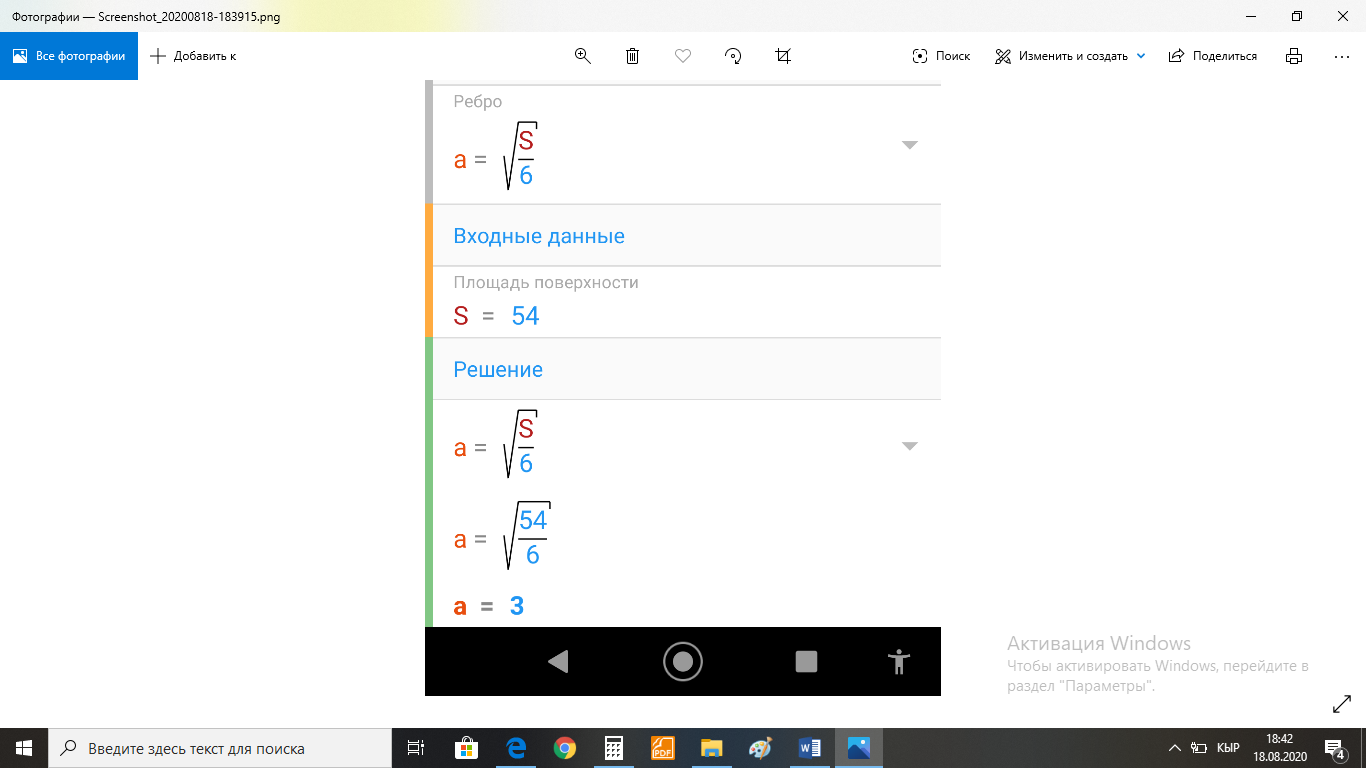 Фотографии — Screenshot_20200818-183915.png
Все фотографии
Добавить к
Поиск
Изменить и создать
Поделиться
Ребро
a = √S/6
Входные данные
Площадь поверхности
S = 54
Решение
a = √S/6
a = √54/6
a = 3
Активация Windows
Чтобы активировать Windows, перейдите в
раздел "Параметры".
Введите здесь текст для поиска
PDF
W
КЫР
18:42
18.08.2020
4